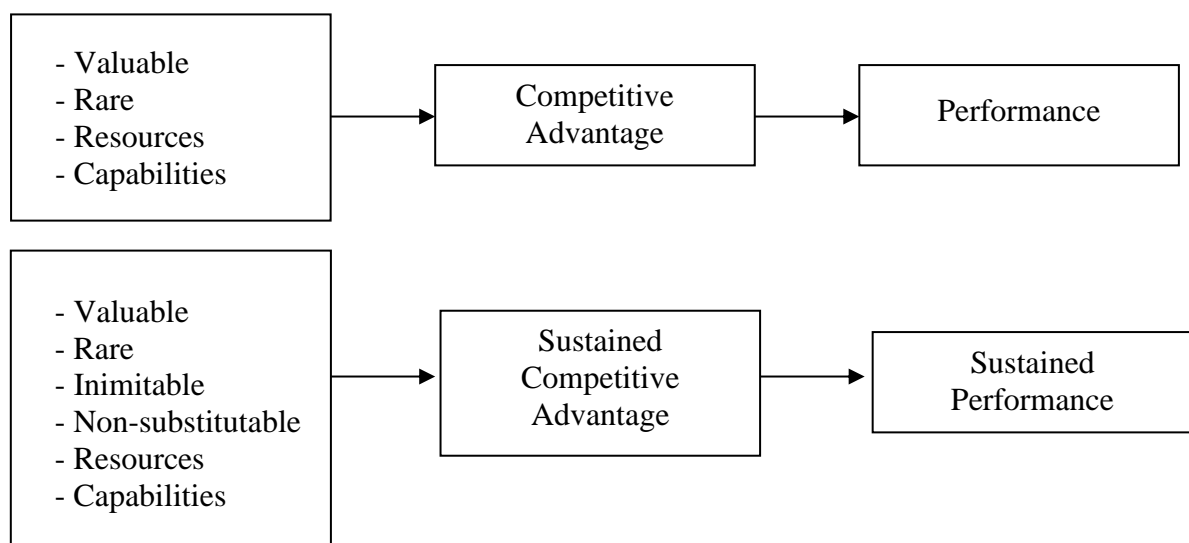 - Valuable
- Rare
- Resources
- Capabilities
Competitive
Advantage
Performance
- Valuable
- Rare
- Inimitable
- Non-substitutable
- Resources
- Capabilities
Sustained
Competitive
Advantage
Sustained
Performance